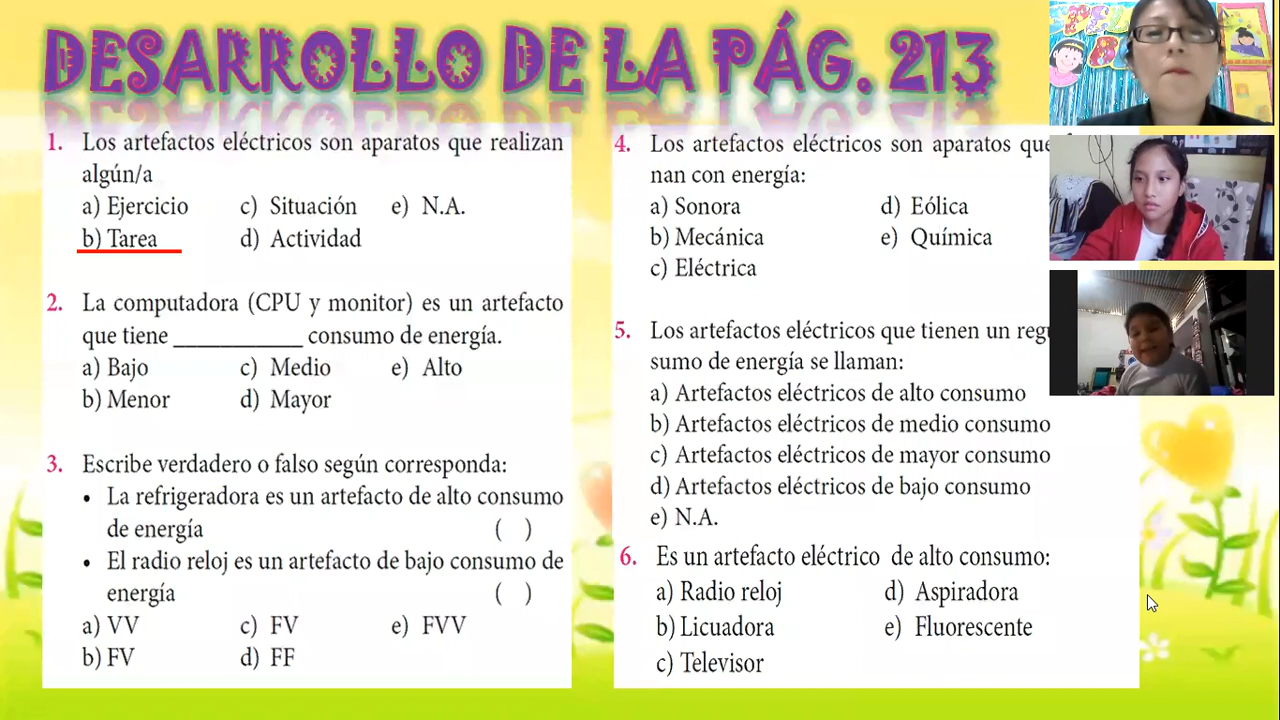 DESARROLLO DE LA PÁG. 213
1. Los artefactos eléctricos son aparatos que realizan
algún/a
a) Ejercicio c) Situación e) N.A.
b) Tarea d) Actividad
2. La computadora (CPU y monitor) es un artefacto
que tiene ___________ consumo de energía.
a) Bajo c) Medio e) Alto
b) Menor d) Mayor
3. Escribe verdadero o falso según corresponda:
• La refrigeradora es un artefacto de alto consumo
de energía ( )
• El radio reloj es un artefacto de bajo consumo de
energía ( )
a) VV c) FV e) FVV
b) FV d) FF
4. Los artefactos eléctricos son aparatos que
nan con energía:
a) Sonora d) Eólica
b) Mecánica e) Química
c) Eléctrica
5. Los artefactos eléctricos que tienen un reg
sumo de energía se llaman:
a) Artefactos eléctricos de alto consumo
b) Artefactos eléctricos de medio consumo
c) Artefactos eléctricos de mayor consumo
d) Artefactos eléctricos de bajo consumo
e) N.A.
6. Es un artefacto eléctrico de alto consumo:
a) Radio reloj d) Aspiradora
b) Licuadora e) Fluorescente
c) Televisor